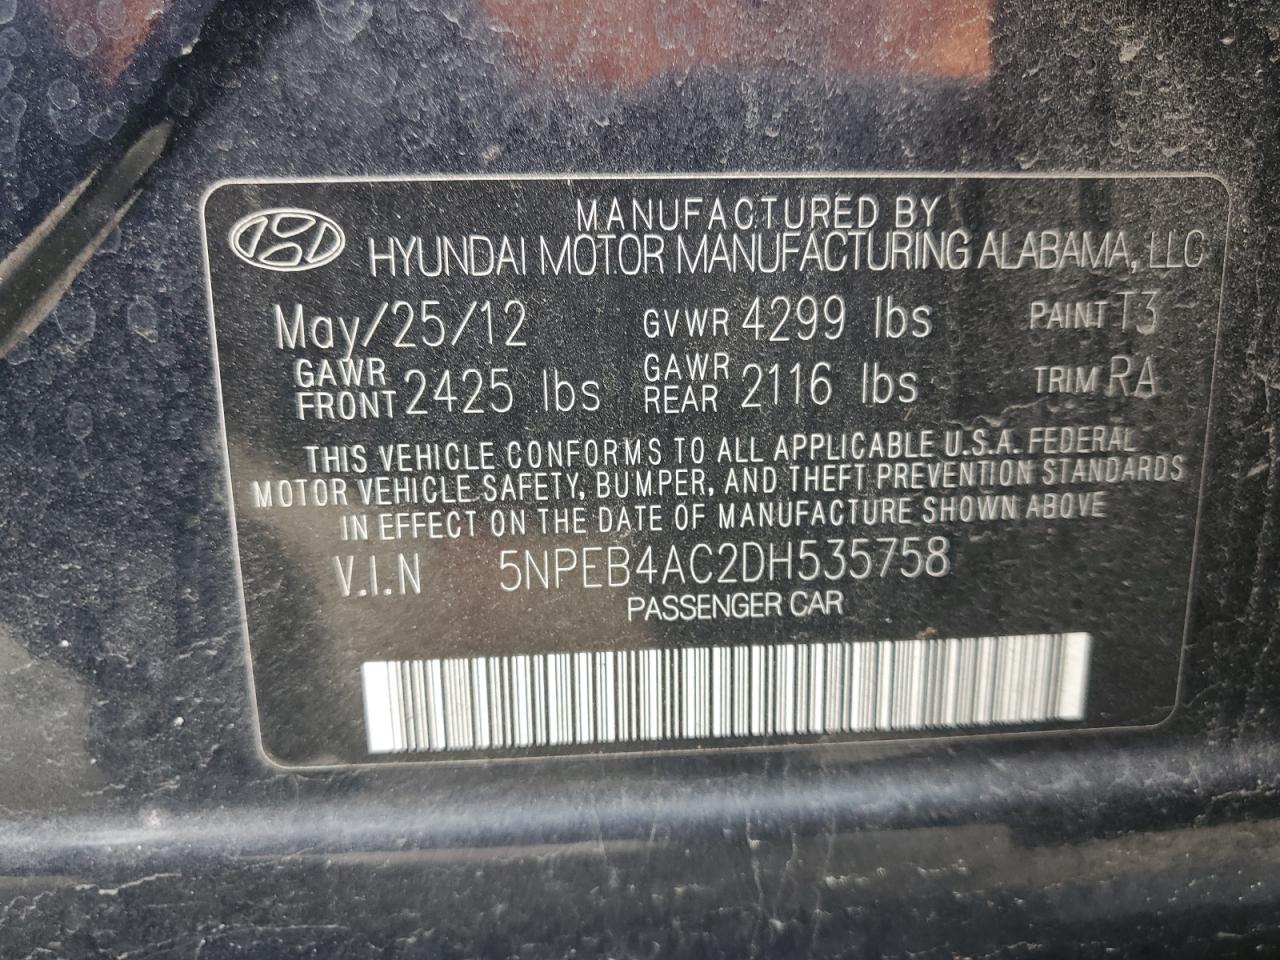 MANUFACTURED BY
HYUNDAI MOTOR MANUFACTURING ALABAMA, LLC
May/25/12 GVWR 4299 lbs PAINT T3
GAWR FRONT 2425 lbs GAWR REAR 2116 lbs TRIM RA
THIS VEHICLE CONFORMS TO ALL APPLICABLE U.S.A. FEDERAL
MOTOR VEHICLE SAFETY, BUMPER, AND THEFT PREVENTION STANDARDS
IN EFFECT ON THE DATE OF MANUFACTURE SHOWN ABOVE
V.I.N 5NPEB4AC2DH535758
PASSENGER CAR